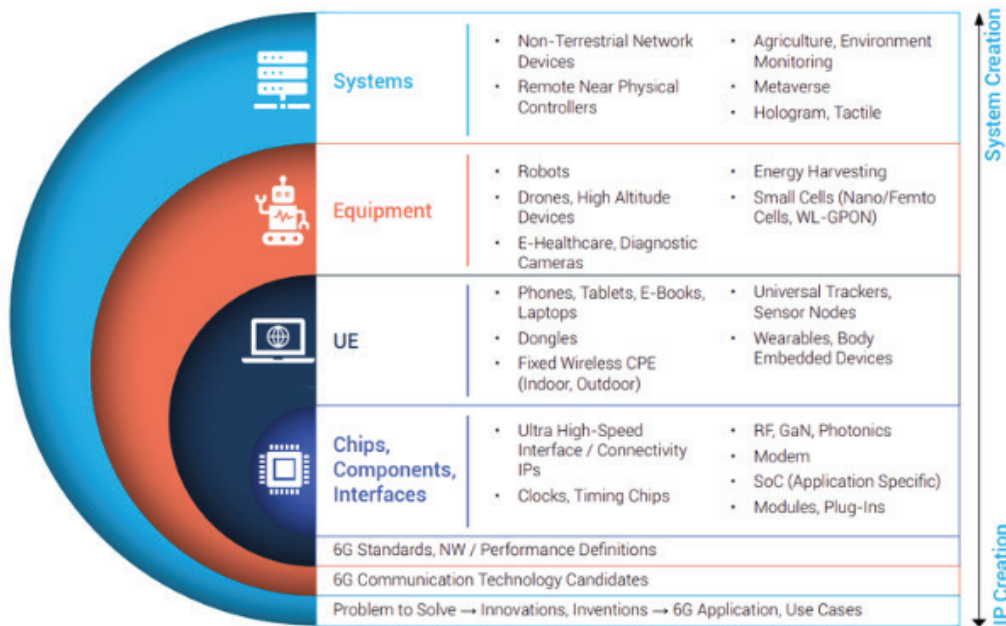 Systems
• Non-Terrestrial Network
Devices
• Remote Near Physical
Controllers
• Agriculture, Environment
Monitoring
• Metaverse
• Hologram, Tactile
Equipment
• Robots
• Drones, High Altitude
Devices
• E-Healthcare, Diagnostic
Cameras
• Energy Harvesting
• Small Cells (Nano/Femto
Cells, WL-GPON)
UE
• Phones, Tablets, E-Books,
Laptops
• Dongles
• Fixed Wireless CPE
(Indoor, Outdoor)
• Universal Trackers,
Sensor Nodes
• Wearables, Body
Embedded Devices
Chips,
Components,
Interfaces
• Ultra High-Speed
Interface / Connectivity
IPs
• Clocks, Timing Chips
• RF, GaN, Photonics
• Modem
• SoC (Application Specific)
• Modules, Plug-Ins
6G Standards, NW / Performance Definitions
6G Communication Technology Candidates
Problem to Solve → Innovations, Inventions → 6G Application, Use Cases
System Creation
IP Creation